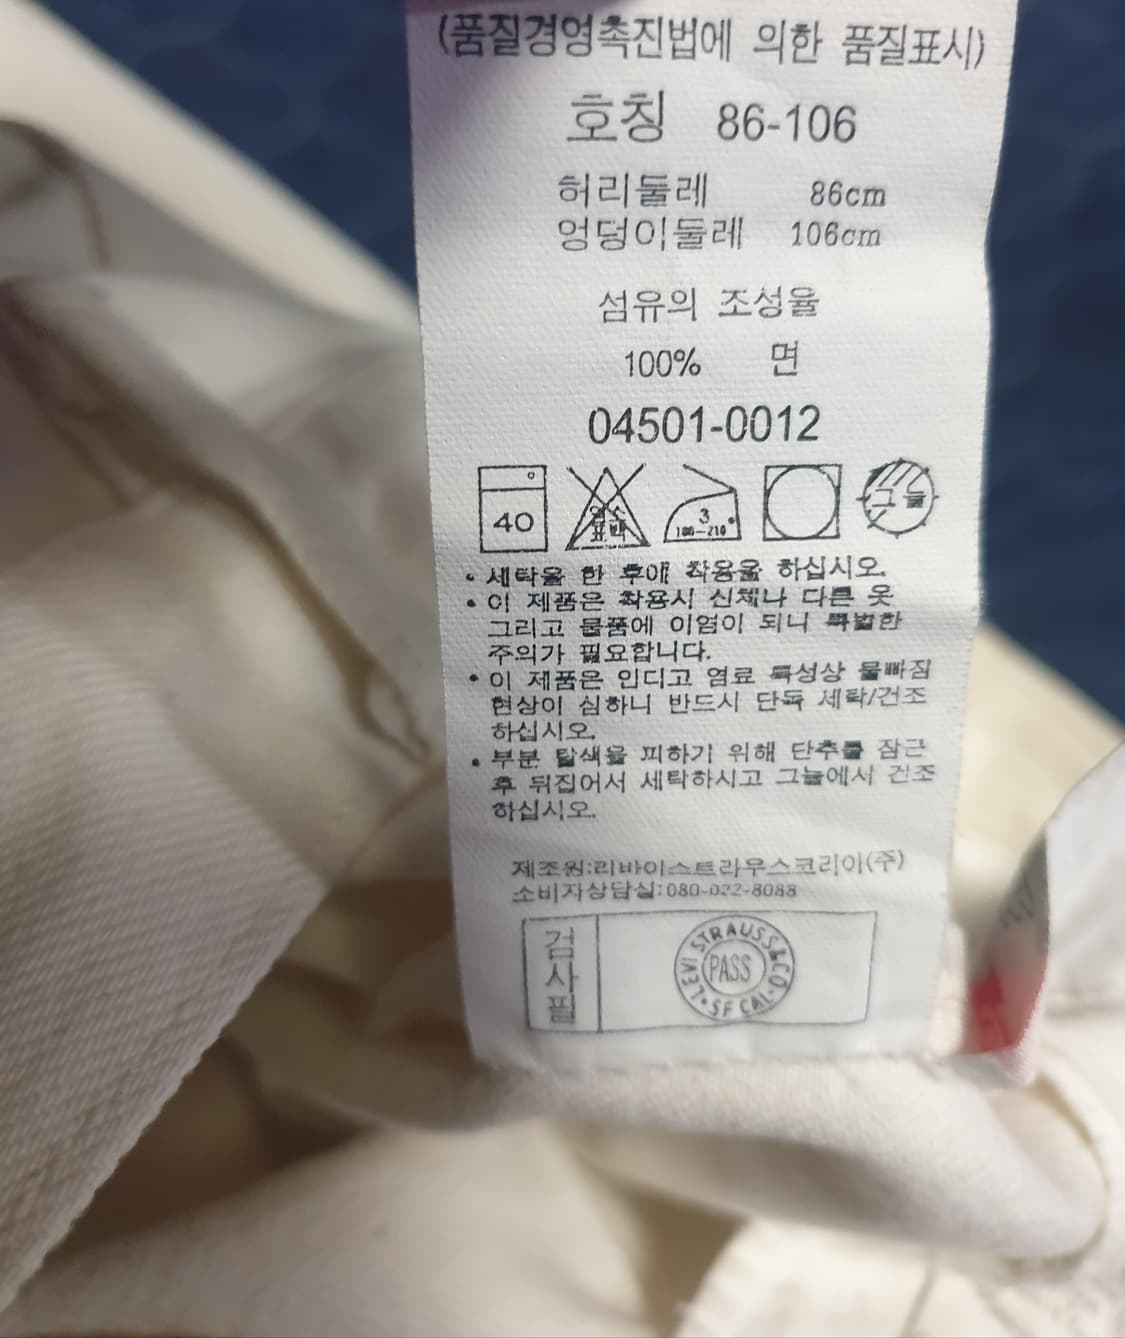 (품질경영촉진법에 의한 품질표시)
호칭 86-106
허리둘레 86cm
엉덩이둘레 106cm
섬유의 조성율
100% 면
04501-0012
40 염소 표백 3 180-210 그늘
• 세탁을 한 후에 착용을 하십시오.
• 이 제품은 착용시 신체나 다른 옷
그리고 물품에 이염이 되니 특별한
주의가 필요합니다.
• 이 제품은 인디고 염료 특성상 물빠짐
현상이 심하니 반드시 단독 세탁/건조
하십시오.
• 부분 탈색을 피하기 위해 단추를 잠근
후 뒤집어서 세탁하시고 그늘에서 건조
하십시오.
제조원:리바이스트라우스코리아(주)
소비자상담실:080-022-8088
검사필
LEVI STRAUSS & CO. SF CAL.
PASS